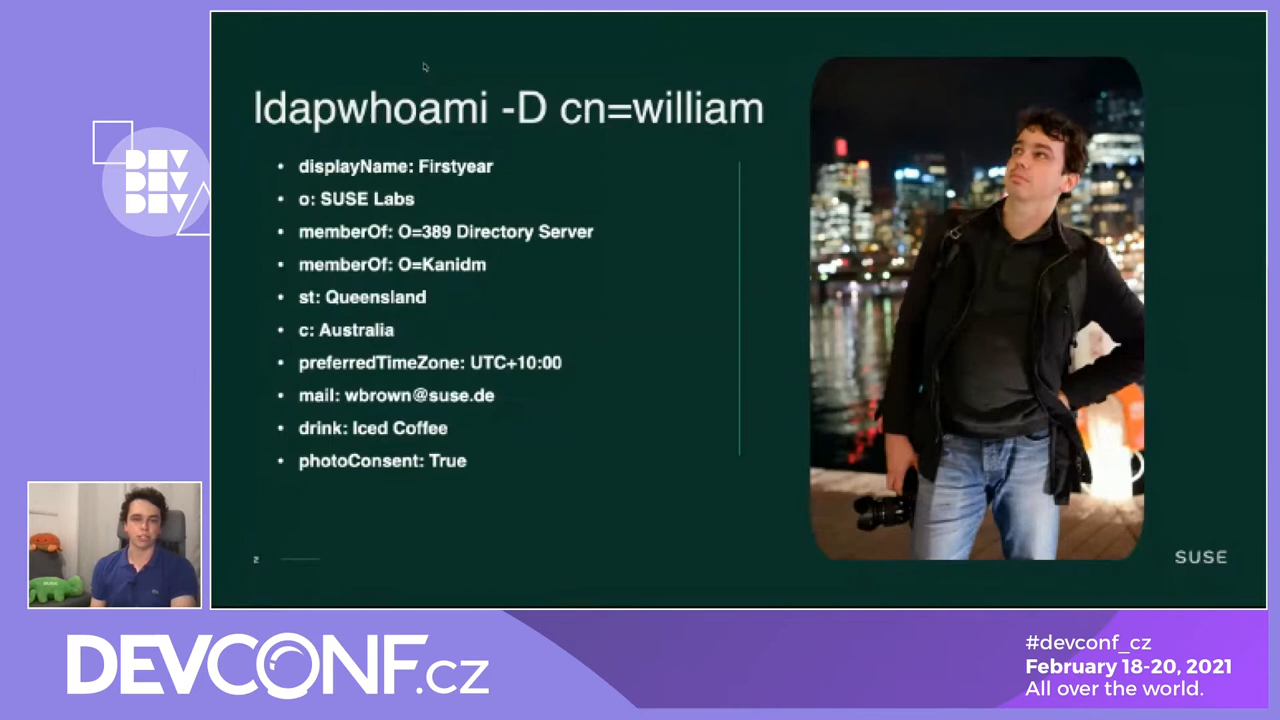 ldapwhoami -D cn=william
• displayName: Firstyear
• o: SUSE Labs
• memberOf: O=389 Directory Server
• memberOf: O=Kanidm
• st: Queensland
• c: Australia
• preferredTimeZone: UTC+10:00
• mail: wbrown@suse.de
• drink: Iced Coffee
• photoConsent: True
2
SUSE
DEV
DEV
DEV
DEVCONF.cz
#devconf_cz
February 18-20, 2021
All over the world.